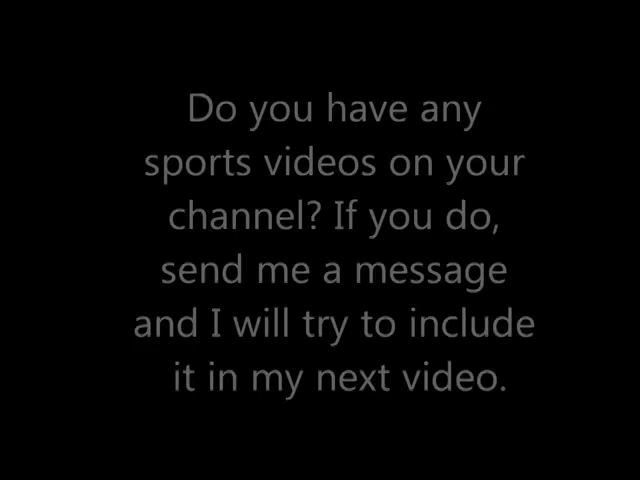 Do you have any
sports videos on your
channel? If you do,
send me a message
and I will try to include
it in my next video.